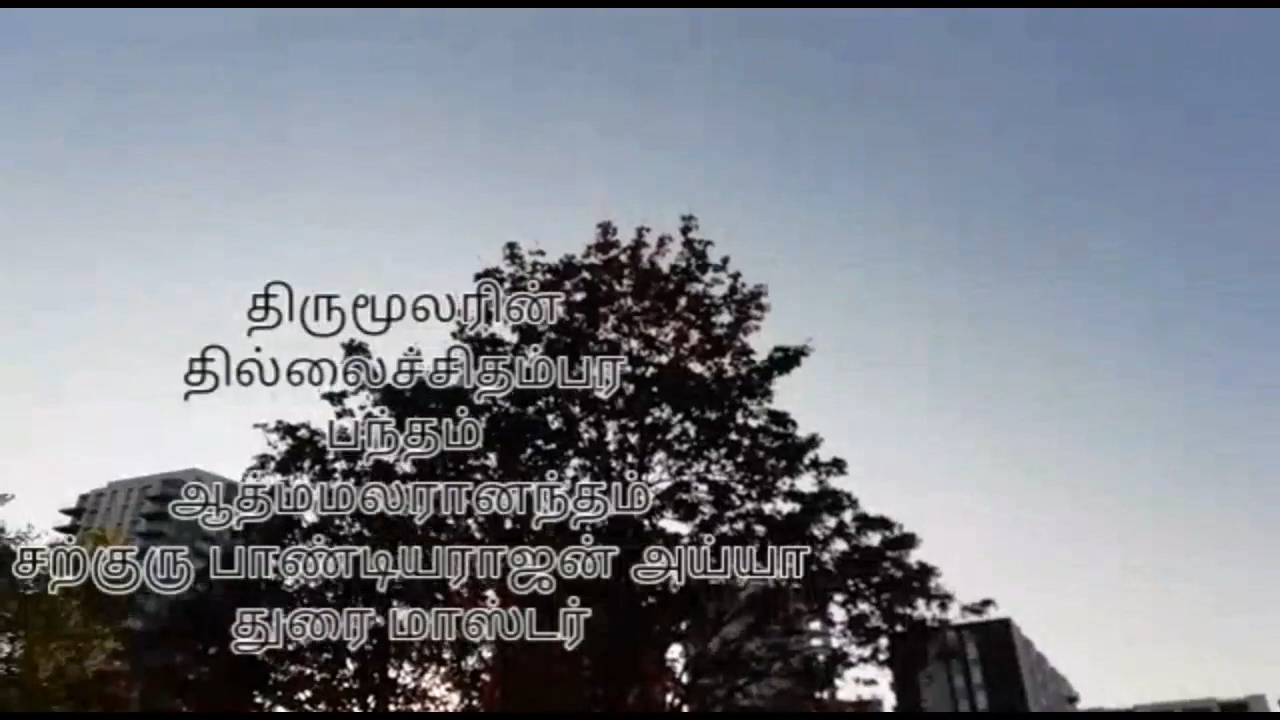 திருமூலரின்
தில்லைச்சிதம்பர
பந்தம்
ஆத்மமலரானந்தம்
சற்குரு பாண்டியராஜன் அய்யா
துரை மாஸ்டர்